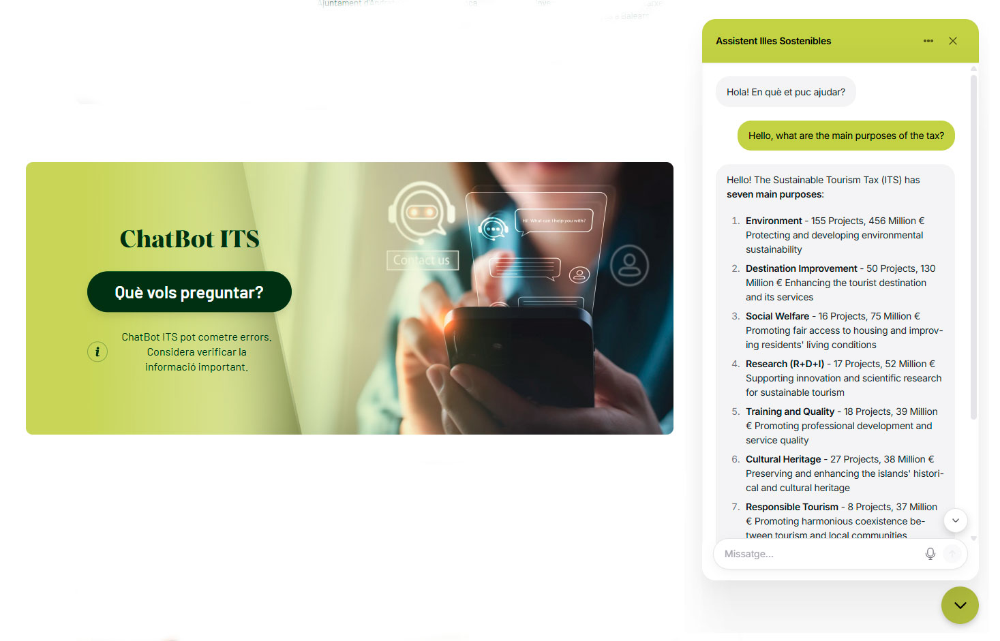 Ajuntament d'Andratx
ChatBot ITS
Què vols preguntar?
i
ChatBot ITS pot cometre errors.
Considera verificar la
informació important.
Hi! What can I help you with?
Contact us
Assistent Illes Sostenibles
Hola! En què et puc ajudar?
Hello, what are the main purposes of the tax?
Hello! The Sustainable Tourism Tax (ITS) has
seven main purposes:
1. Environment - 155 Projects, 456 Million €
Protecting and developing environmental
sustainability
2. Destination Improvement - 50 Projects, 130
Million € Enhancing the tourist destination
and its services
3. Social Welfare - 16 Projects, 75 Million €
Promoting fair access to housing and improv-
ing residents' living conditions
4. Research (R+D+I) - 17 Projects, 52 Million €
Supporting innovation and scientific research
for sustainable tourism
5. Training and Quality - 18 Projects, 39 Million
€ Promoting professional development and
service quality
6. Cultural Heritage - 27 Projects, 38 Million €
Preserving and enhancing the islands' histori-
cal and cultural heritage
7. Responsible Tourism - 8 Projects, 37 Million
€ Promoting harmonious coexistence be-
tween tourism and local communities
Missatge...